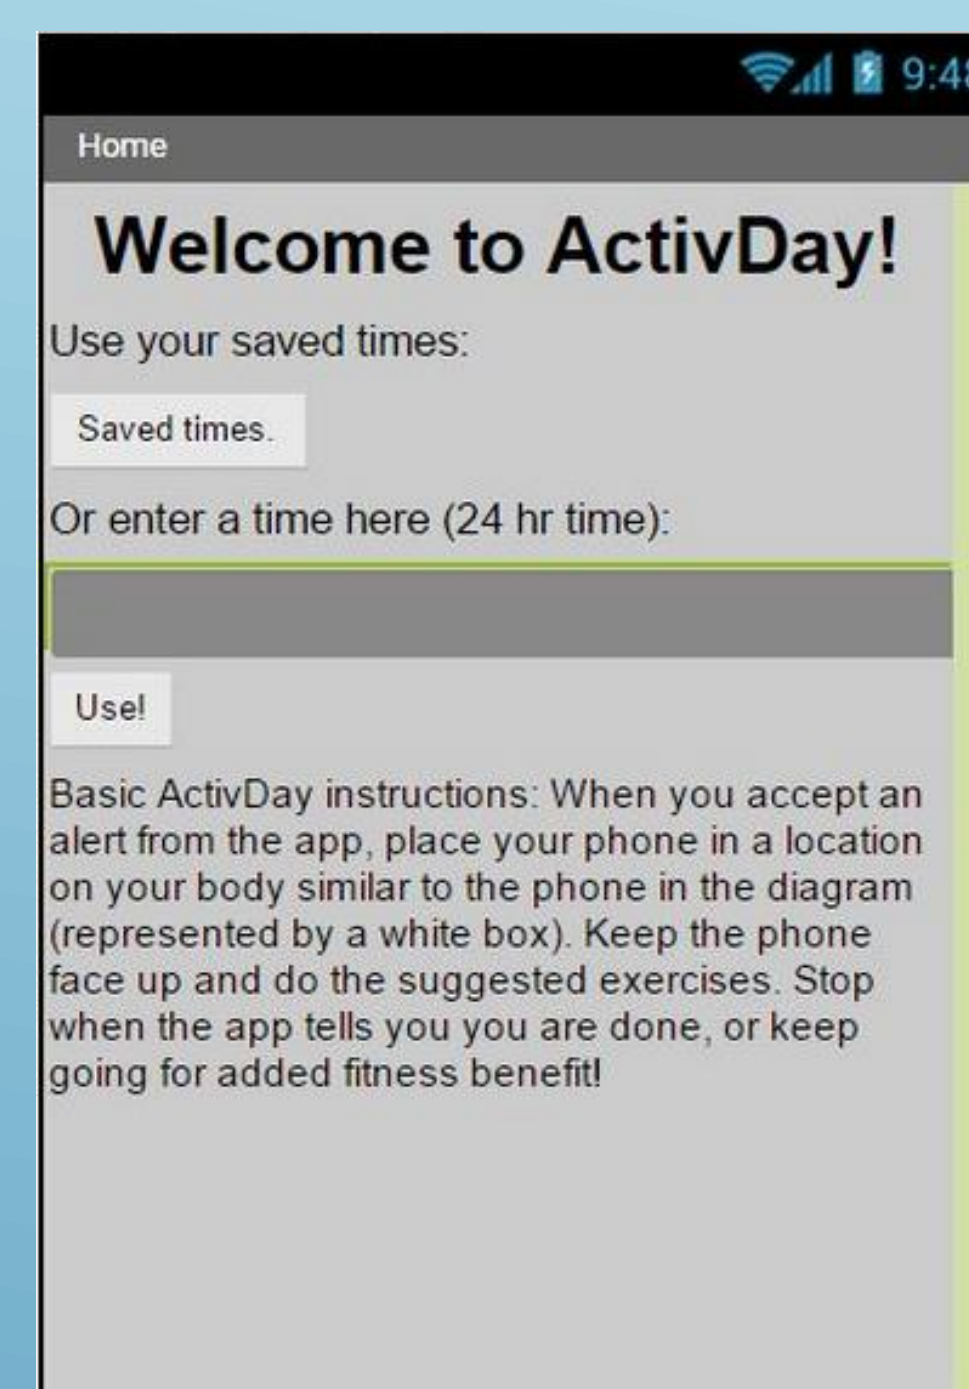 9:48
Home
Welcome to ActivDay!
Use your saved times:
Saved times.
Or enter a time here (24 hr time):
Use!
Basic ActivDay instructions: When you accept an
alert from the app, place your phone in a location
on your body similar to the phone in the diagram
(represented by a white box). Keep the phone
face up and do the suggested exercises. Stop
when the app tells you you are done, or keep
going for added fitness benefit!